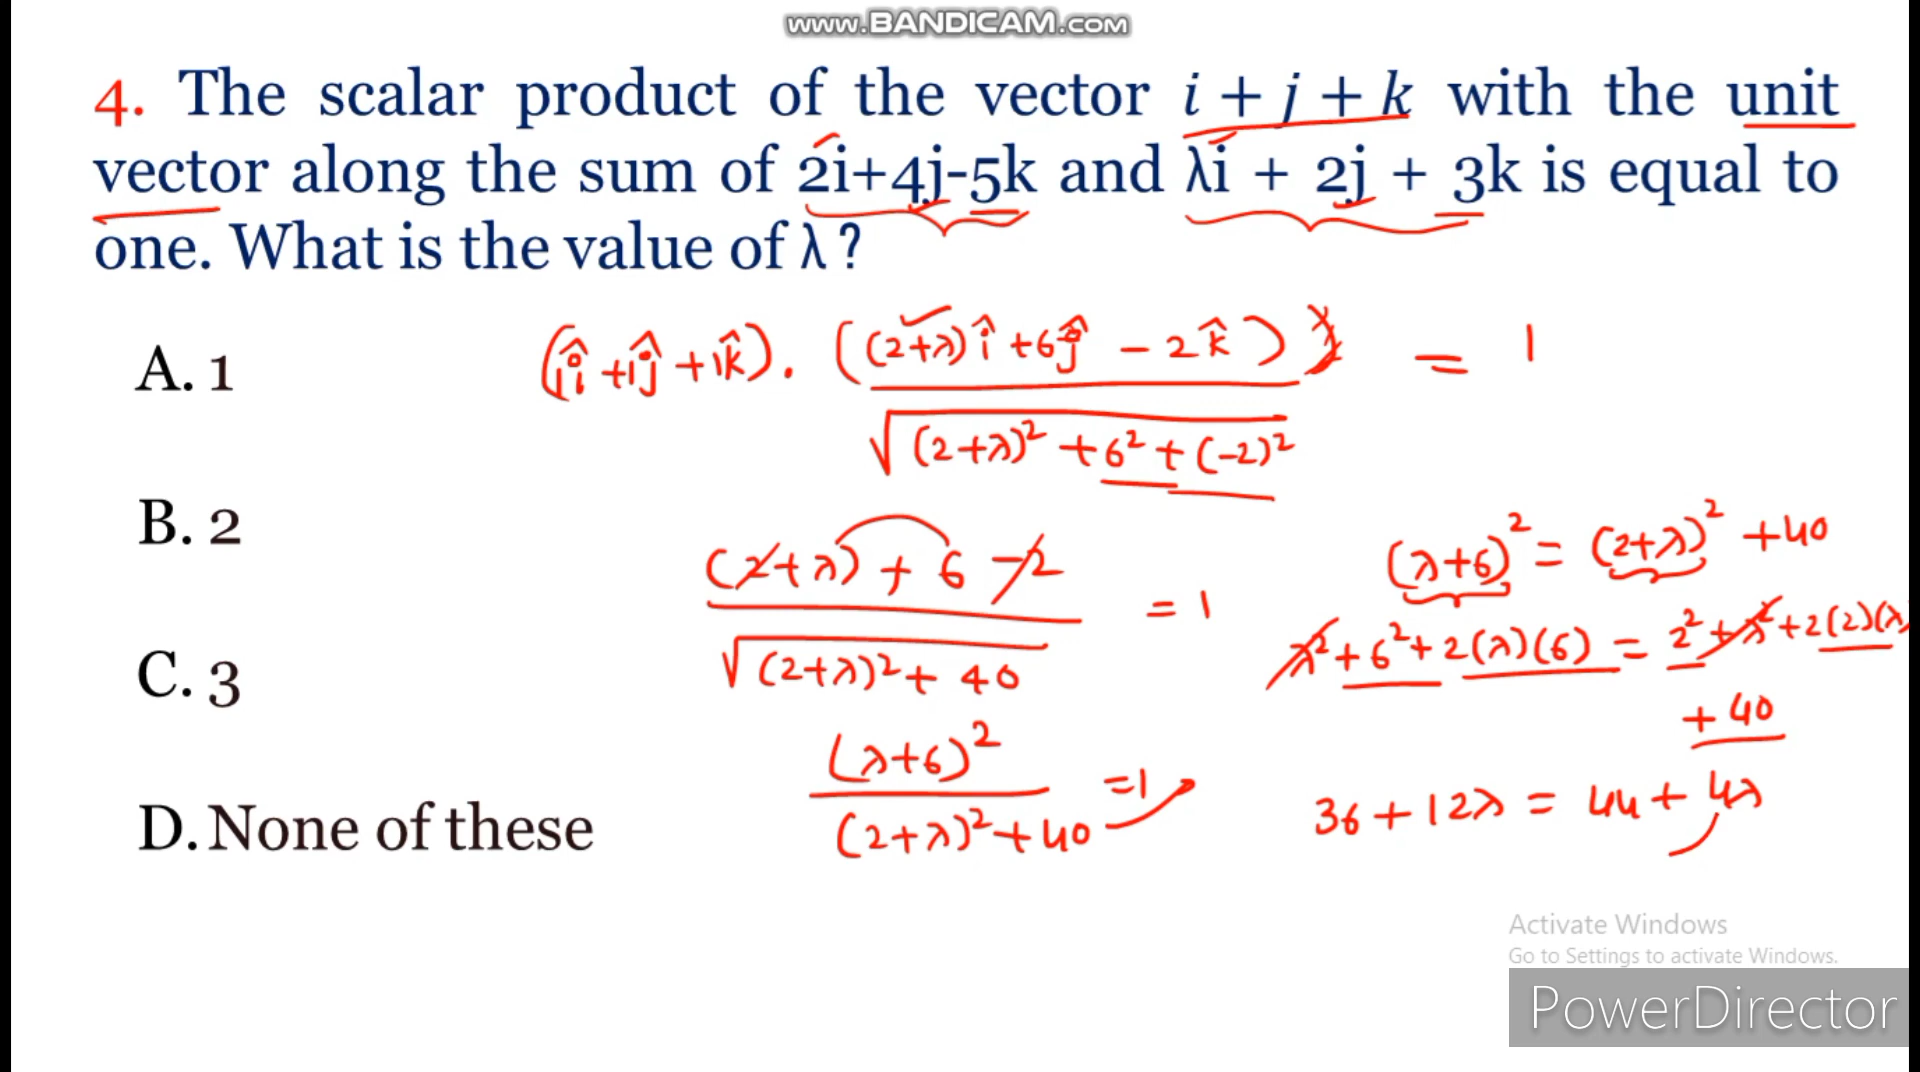 www.BANDICAM.com
4. The scalar product of the vector i + j + k with the unit
vector along the sum of 2i+4j-5k and λi + 2j + 3k is equal to
one. What is the value of λ?
A. 1
(1î+1ĵ+1k̂). ((2+λ)î+6ĵ - 2k̂) = 1
√(2+λ)²+6²+(-2)²
B. 2
(2+λ)+6-2 = 1
√(2+λ)²+40
(λ+6)² = (2+λ)²+40
λ²+6²+2(λ)(6) = 2²+λ²+2(2)(λ
+40
C. 3
(λ+6)² =1
(2+λ)²+40
36+12λ = 44+4λ
D. None of these
Activate Windows
Go to Settings to activate Windows.
PowerDirector